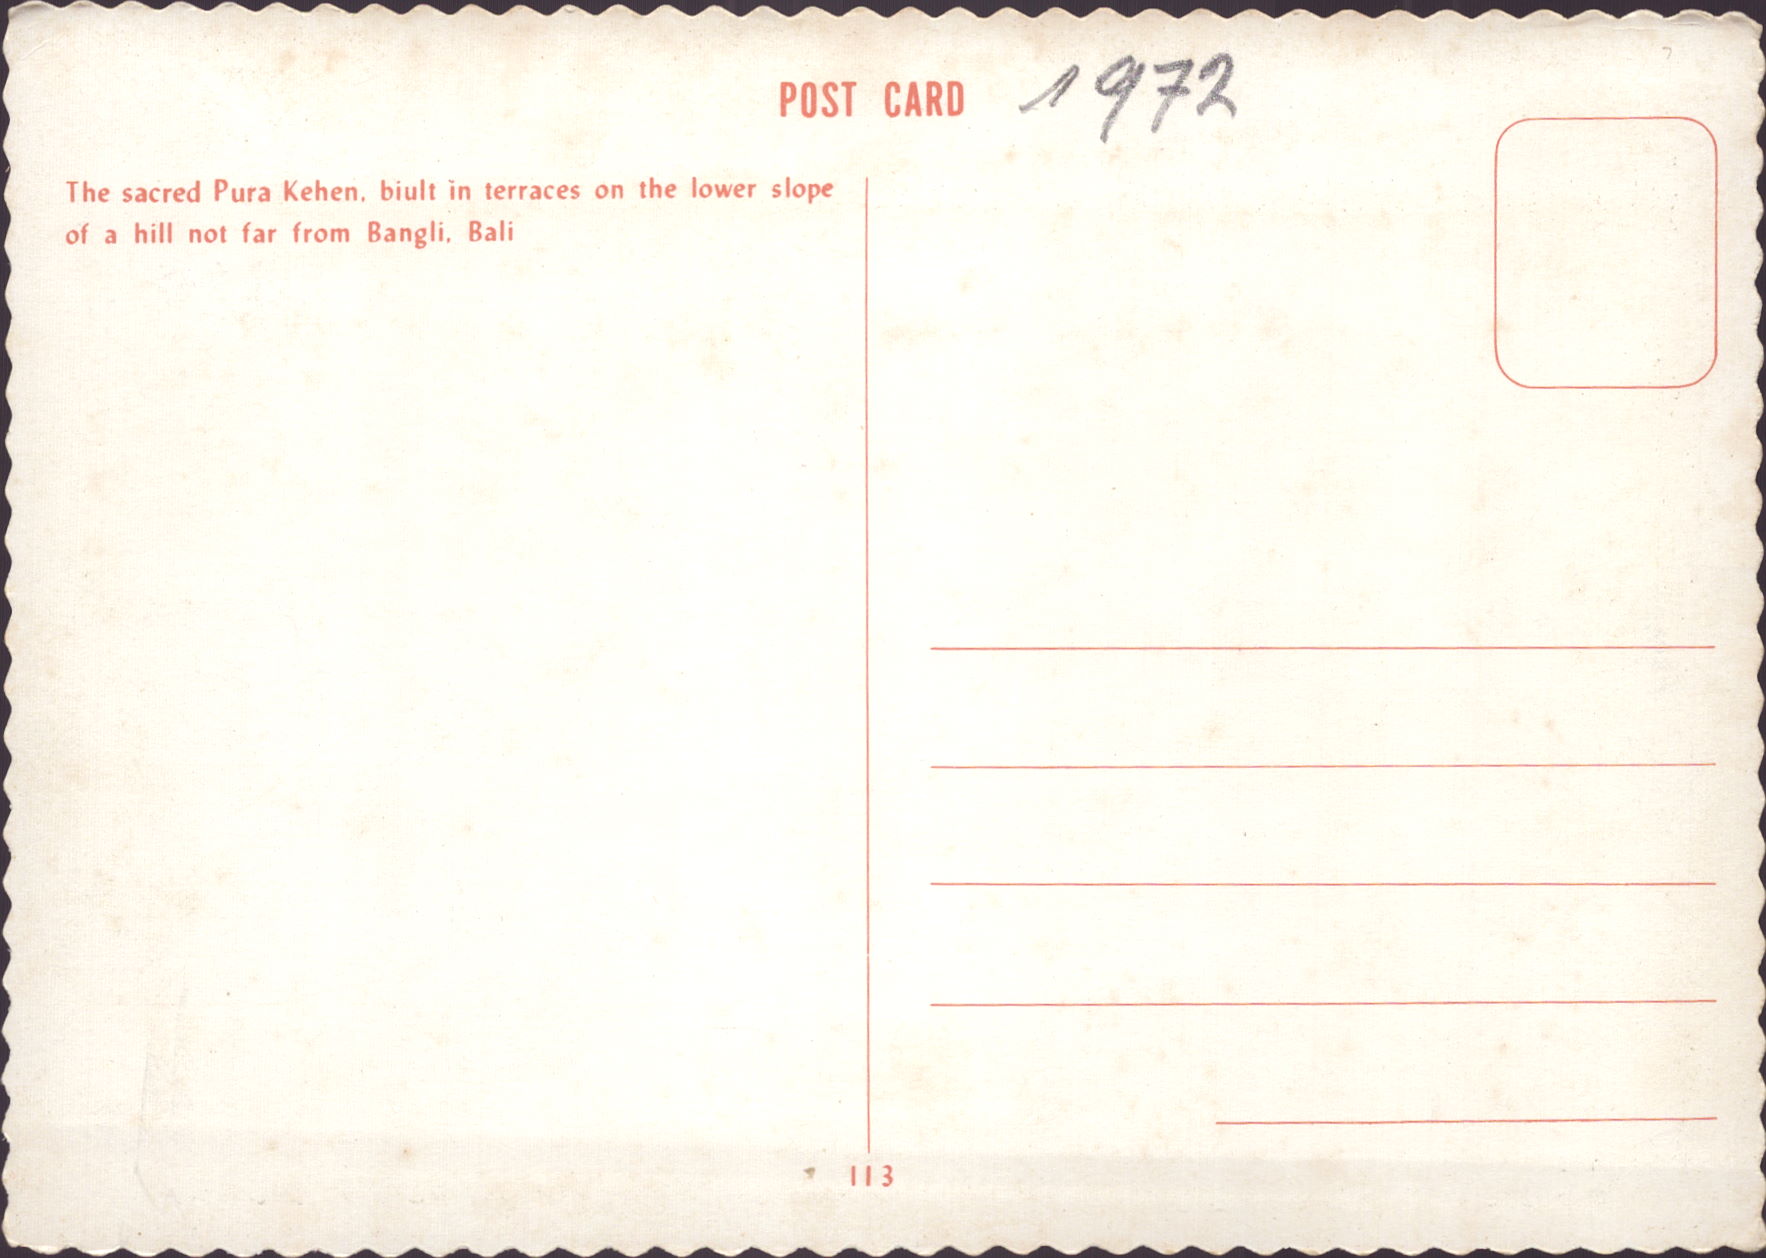 POST CARD 1972
The sacred Pura Kehen, biult in terraces on the lower slope
of a hill not far from Bangli, Bali
113